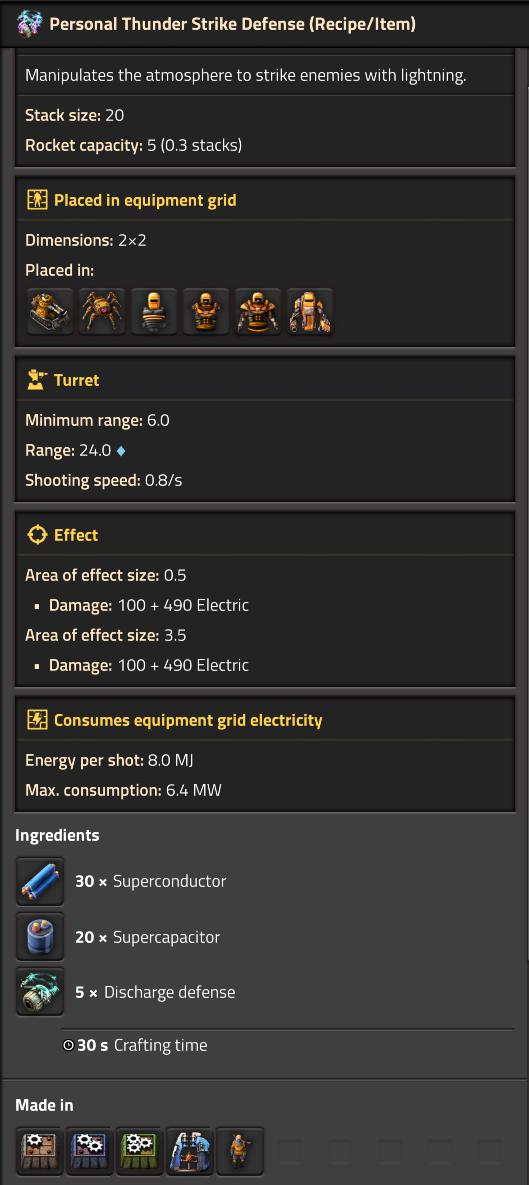 Personal Thunder Strike Defense (Recipe/Item)
Manipulates the atmosphere to strike enemies with lightning.
Stack size: 20
Rocket capacity: 5 (0.3 stacks)
Placed in equipment grid
Dimensions: 2×2
Placed in:
Turret
Minimum range: 6.0
Range: 24.0
Shooting speed: 0.8/s
Effect
Area of effect size: 0.5
▪ Damage: 100 + 490 Electric
Area of effect size: 3.5
▪ Damage: 100 + 490 Electric
Consumes equipment grid electricity
Energy per shot: 8.0 MJ
Max. consumption: 6.4 MW
Ingredients
30 × Superconductor
20 × Supercapacitor
5 × Discharge defense
30 s Crafting time
Made in